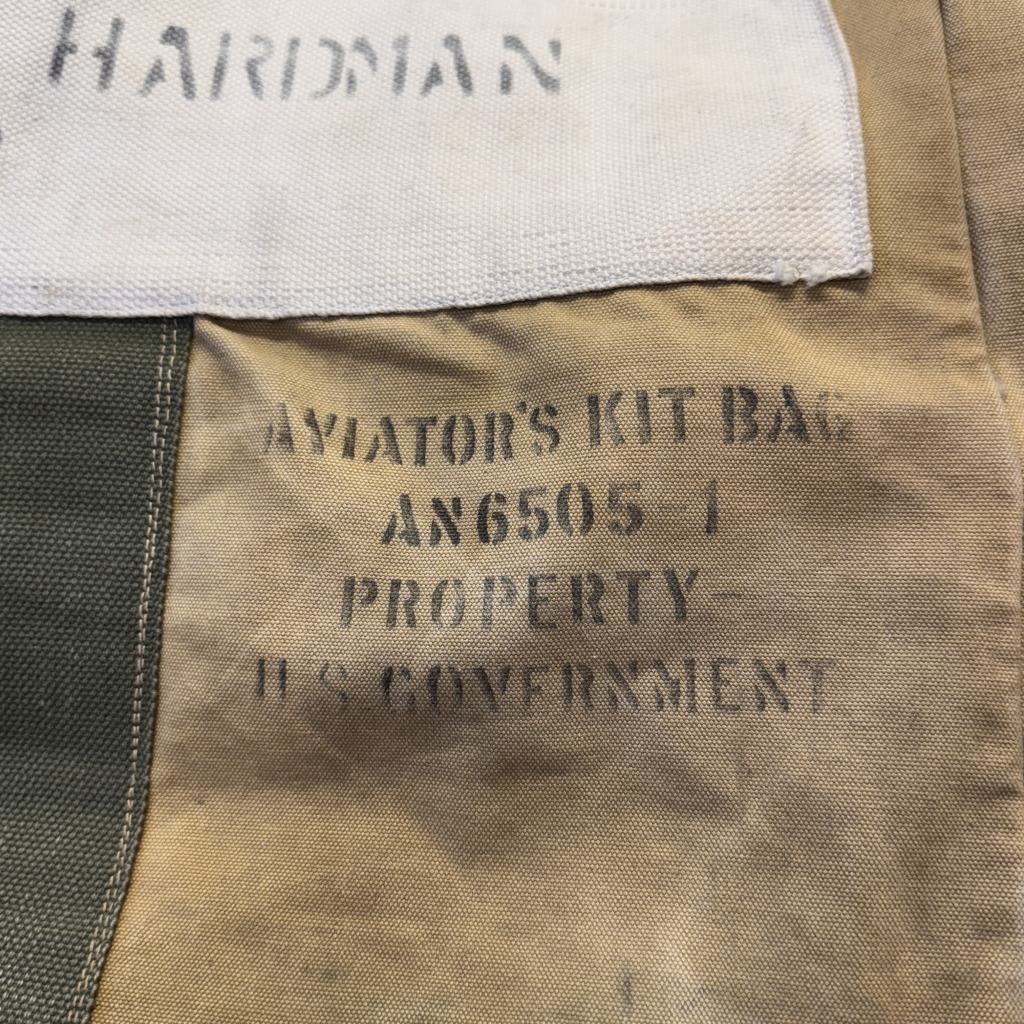 HARDMAN
AVIATOR'S KIT BAG
AN6505-1
PROPERTY-
U.S. GOVERNMENT